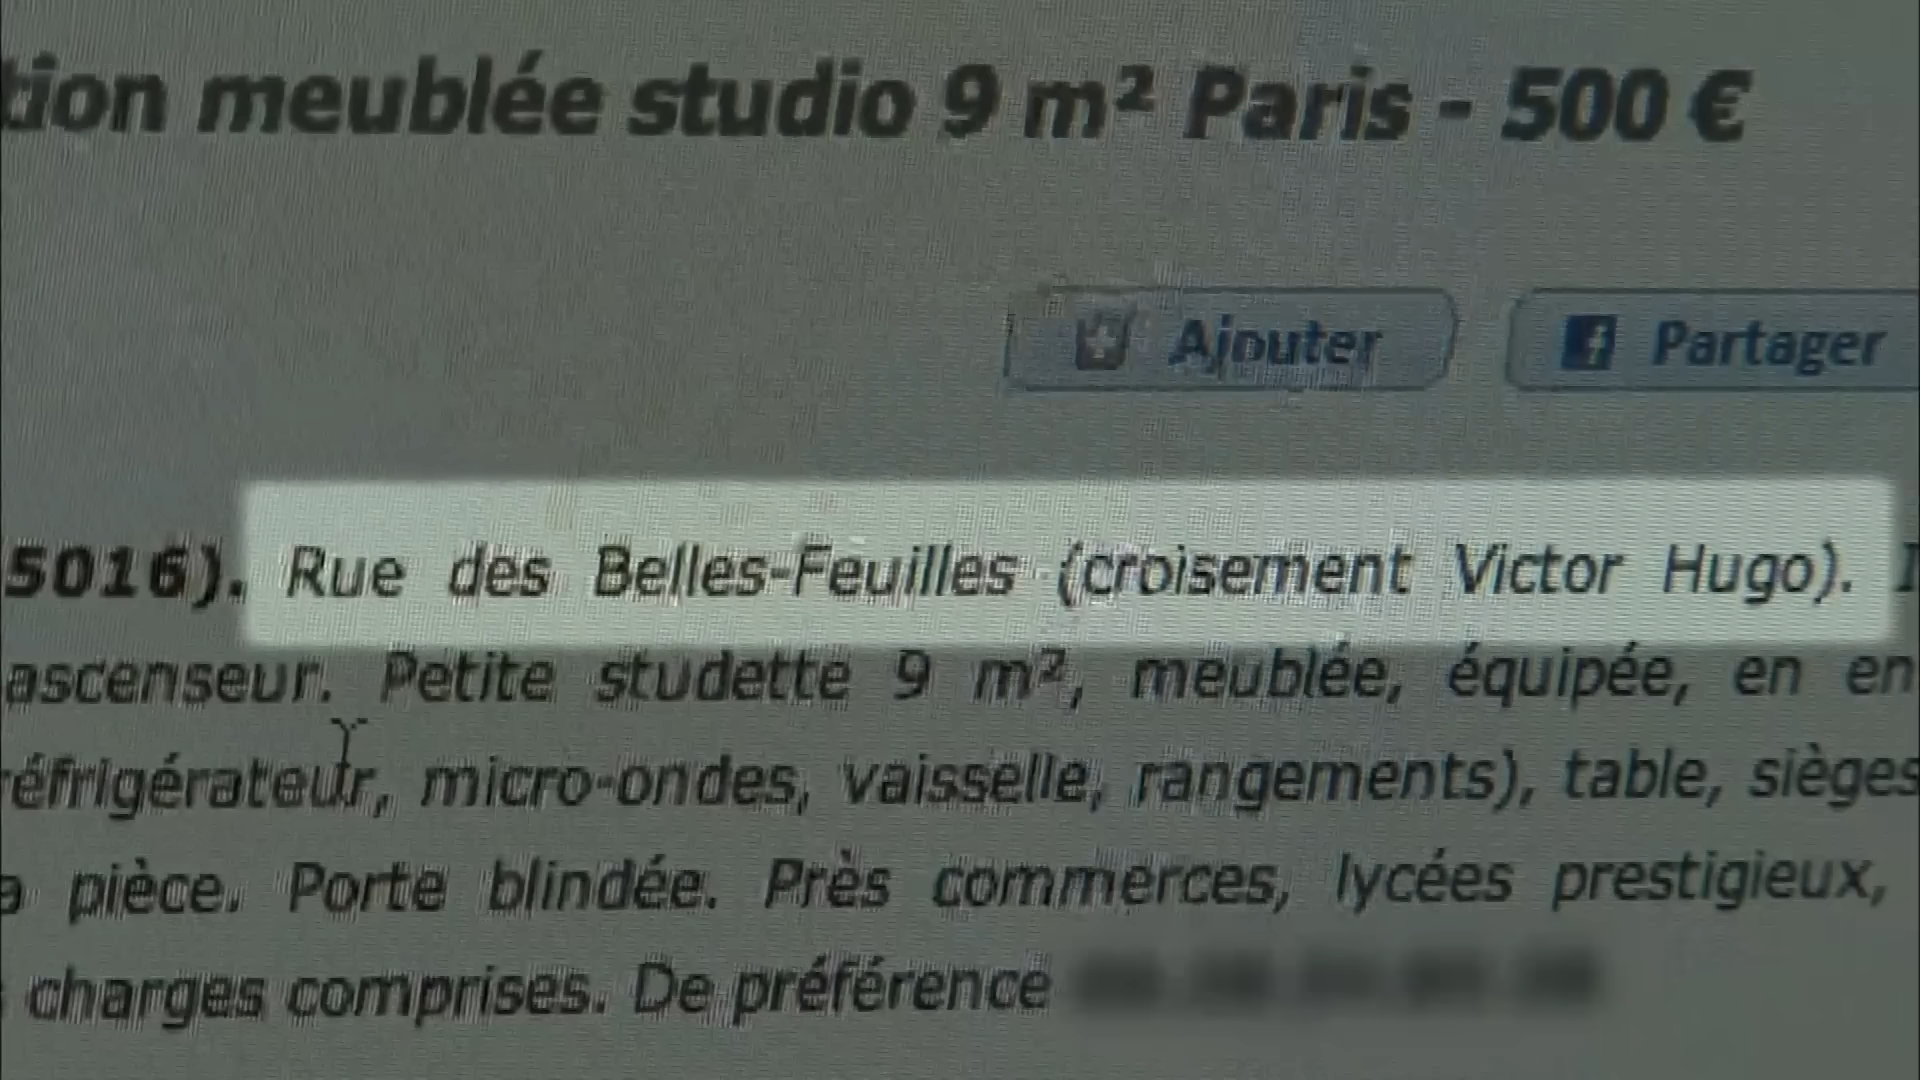 tion meublée studio 9 m² Paris - 500 €
Ajouter
Partager
5016). Rue des Belles-Feuilles (croisement Victor Hugo).
ascenseur. Petite studette 9 m², meublée, équipée, en en
réfrigérateur, micro-ondes, vaisselle, rangements), table, sièges
a pièce. Porte blindée. Près commerces, lycées prestigieux,
charges comprises. De préférence